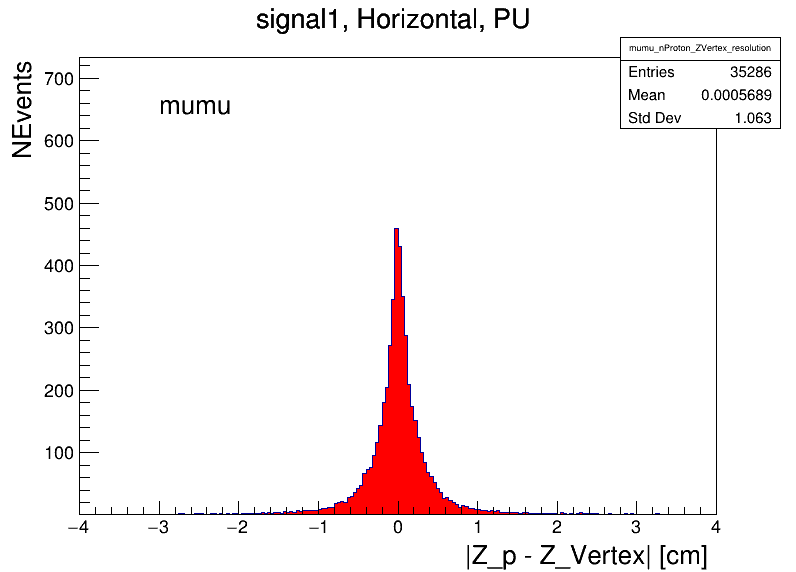 signal1, Horizontal, PU
mumu_nProton_ZVertex_resolution
Entries 35286
Mean 0.0005689
Std Dev 1.063
NEvents
mumu
700
600
500
400
300
200
100
−4 −3 −2 −1 0 1 2 3 4
|Z_p - Z_Vertex| [cm]